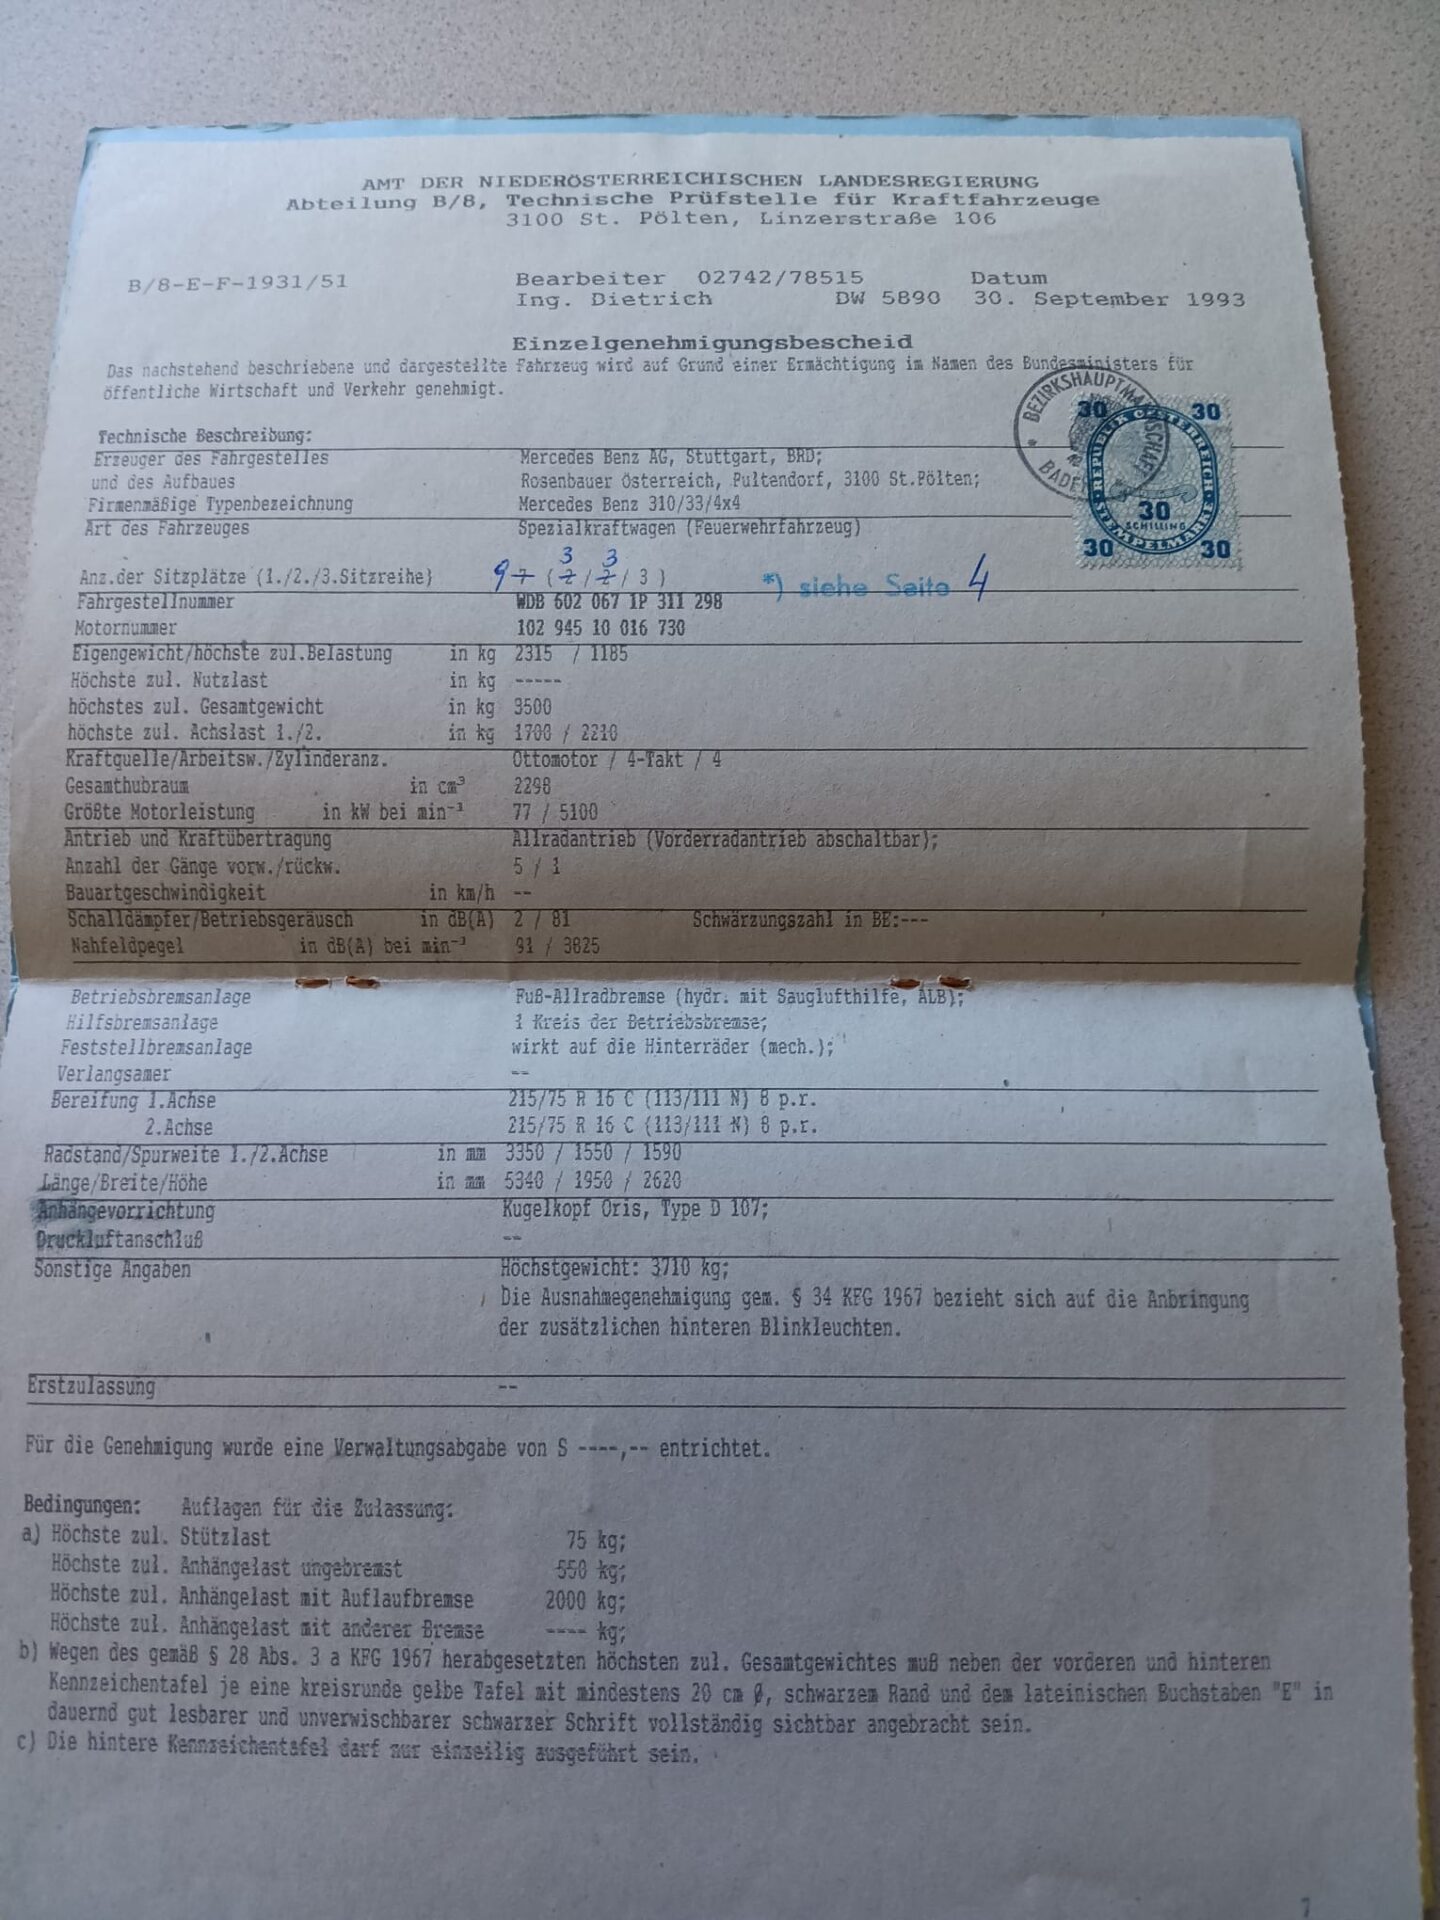 AMT DER NIEDERÖSTERREICHISCHEN LANDESREGIERUNG
Abteilung B/8, Technische Prüfstelle für Kraftfahrzeuge
3100 St. Pölten, Linzerstraße 106
B/8-E-F-1931/51 Bearbeiter 02742/78515 Datum
Ing. Dietrich DW 5890 30. September 1993
Einzelgenehmigungsbescheid
Das nachstehend beschriebene und dargestellte Fahrzeug wird auf Grund einer Ermächtigung im Namen des Bundesministers für
öffentliche Wirtschaft und Verkehr genehmigt.
BEZIRKSHAUPTMANNSCHAFT
BADEN
30 30
REPUBLIK ÖSTERREICH
30
SCHILLING
STEMPELMARKE
30 30
Technische Beschreibung:
Erzeuger des Fahrgestelles Mercedes Benz AG, Stuttgart, BRD;
und des Aufbaues Rosenbauer Österreich, Pultendorf, 3100 St.Pölten;
Firmenmäßige Typenbezeichnung Mercedes Benz 310/33/4x4
Art des Fahrzeuges Spezialkraftwagen (Feuerwehrfahrzeug)
3 3
Anz.der Sitzplätze (1./2./3.Sitzreihe) 9 7 ( 2 / 2 / 3 ) *) siehe Seite 4
Fahrgestellnummer WDB 602 067 1P 311 298
Motornummer 102 945 10 016 730
Eigengewicht/höchste zul.Belastung in kg 2315 / 1185
Höchste zul. Nutzlast in kg -----
höchstes zul. Gesamtgewicht in kg 3500
höchste zul. Achslast 1./2. in kg 1700 / 2210
Kraftquelle/Arbeitsw./Zylinderanz. Ottomotor / 4-Takt / 4
Gesamthubraum in cm³ 2298
Größte Motorleistung in kW bei min⁻¹ 77 / 5100
Antrieb und Kraftübertragung Allradantrieb (Vorderradantrieb abschaltbar);
Anzahl der Gänge vorw./rückw. 5 / 1
Bauartgeschwindigkeit in km/h --
Schalldämpfer/Betriebsgeräusch in dB(A) 2 / 81 Schwärzungszahl in BE:---
Nahfeldpegel in dB(A) bei min⁻¹ 91 / 3825
Betriebsbremsanlage Fuß-Allradbremse (hydr. mit Sauglufthilfe, ALB);
Hilfsbremsanlage 1 Kreis der Betriebsbremse;
Feststellbremsanlage wirkt auf die Hinterräder (mech.);
Verlangsamer --
Bereifung 1.Achse 215/75 R 16 C (113/111 N) 8 p.r.
2.Achse 215/75 R 16 C (113/111 N) 8 p.r.
Radstand/Spurweite 1./2.Achse in mm 3350 / 1550 / 1590
Länge/Breite/Höhe in mm 5340 / 1950 / 2620
Anhängevorrichtung Kugelkopf Oris, Type D 107;
Druckluftanschluß --
Sonstige Angaben Höchstgewicht: 3710 kg;
Die Ausnahmegenehmigung gem. § 34 KFG 1967 bezieht sich auf die Anbringung
der zusätzlichen hinteren Blinkleuchten.
Erstzulassung --
Für die Genehmigung wurde eine Verwaltungsabgabe von S ----,-- entrichtet.
Bedingungen: Auflagen für die Zulassung:
a) Höchste zul. Stützlast 75 kg;
Höchste zul. Anhängelast ungebremst 550 kg;
Höchste zul. Anhängelast mit Auflaufbremse 2000 kg;
Höchste zul. Anhängelast mit anderer Bremse ---- kg;
b) Wegen des gemäß § 28 Abs. 3 a KFG 1967 herabgesetzten höchsten zul. Gesamtgewichtes muß neben der vorderen und hinteren
Kennzeichentafel je eine kreisrunde gelbe Tafel mit mindestens 20 cm Ø, schwarzem Rand und dem lateinischen Buchstaben "E" in
dauernd gut lesbarer und unverwischbarer schwarzer Schrift vollständig sichtbar angebracht sein.
c) Die hintere Kennzeichentafel darf nur einzeilig ausgeführt sein.